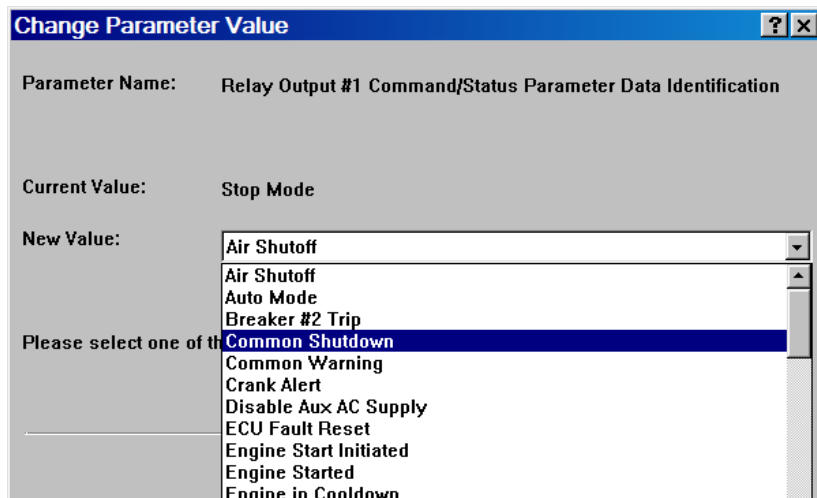 Change Parameter Value
Parameter Name: Relay Output #1 Command/Status Parameter Data Identification
Current Value: Stop Mode
New Value: Air Shutoff
Air Shutoff
Auto Mode
Breaker #2 Trip
Please select one of th Common Shutdown
Common Warning
Crank Alert
Disable Aux AC Supply
ECU Fault Reset
Engine Start Initiated
Engine Started
Engine in Cooldown